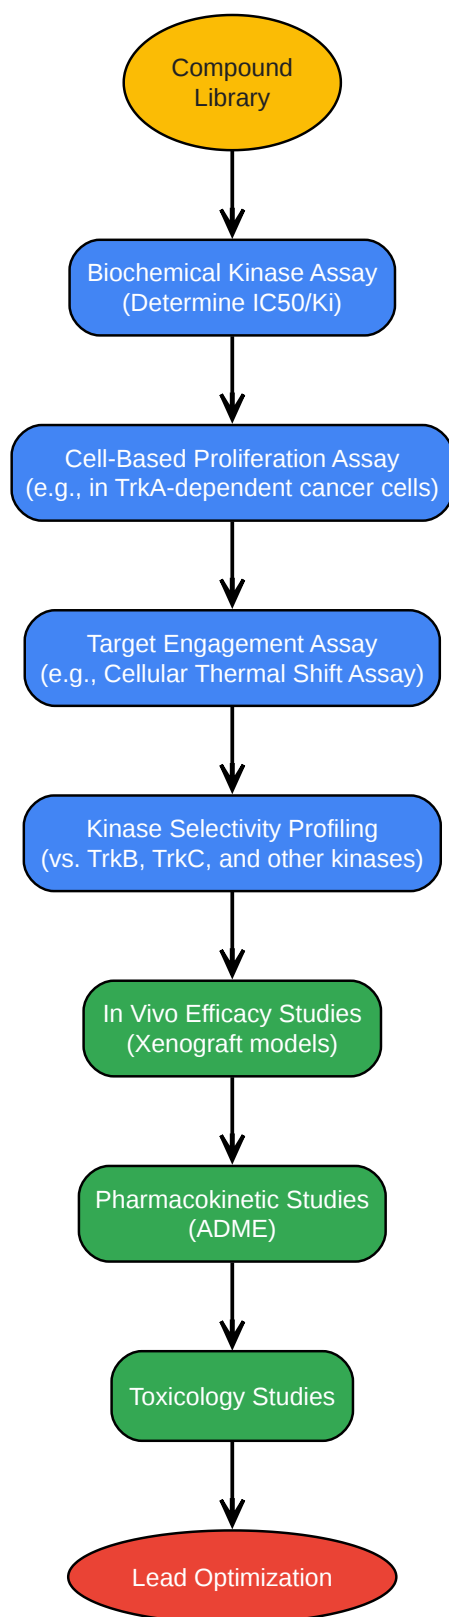 Compound
Library
Biochemical Kinase Assay
(Determine IC50/Ki)
Cell-Based Proliferation Assay
(e.g., in TrkA-dependent cancer cells)
Target Engagement Assay
(e.g., Cellular Thermal Shift Assay)
Kinase Selectivity Profiling
(vs. TrkB, TrkC, and other kinases)
In Vivo Efficacy Studies
(Xenograft models)
Pharmacokinetic Studies
(ADME)
Toxicology Studies
Lead Optimization